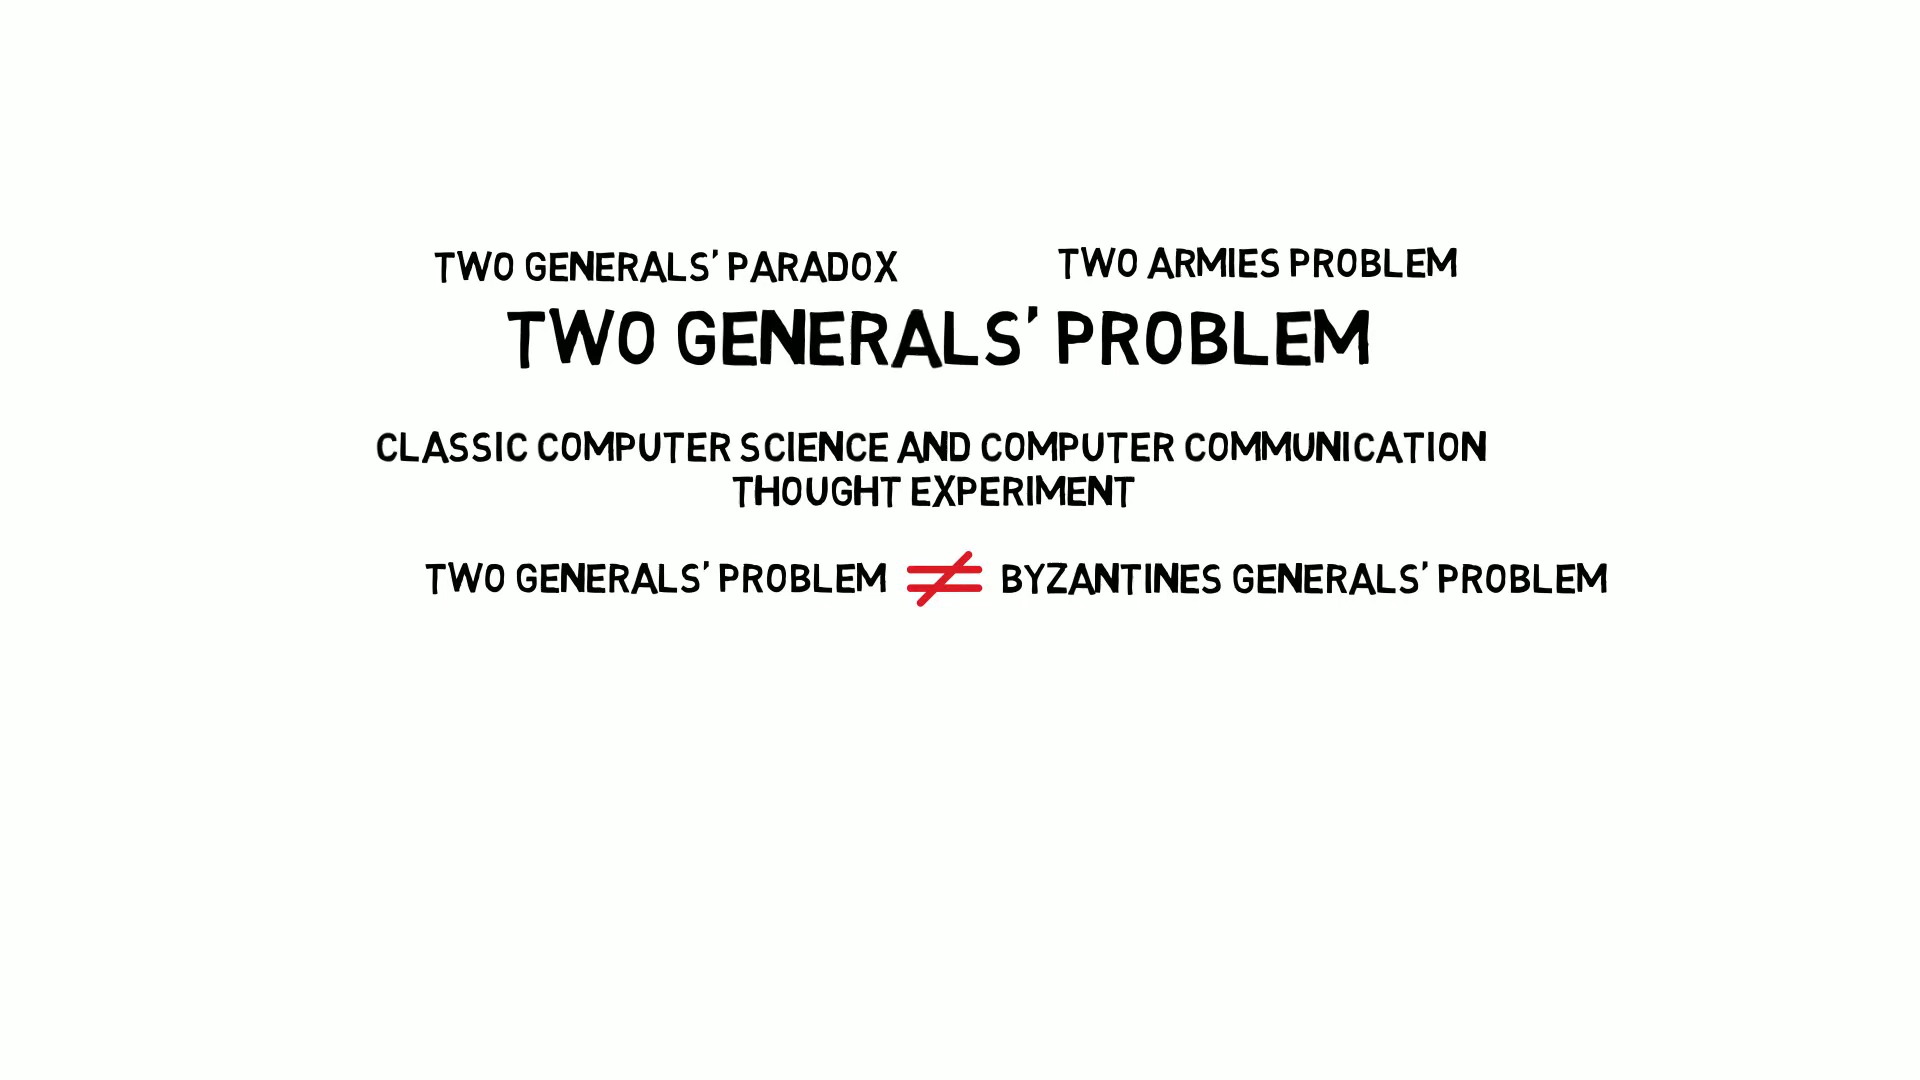 TWO GENERALS' PARADOX TWO ARMIES PROBLEM
TWO GENERALS' PROBLEM
CLASSIC COMPUTER SCIENCE AND COMPUTER COMMUNICATION
THOUGHT EXPERIMENT
TWO GENERALS' PROBLEM ≠ BYZANTINES GENERALS' PROBLEM